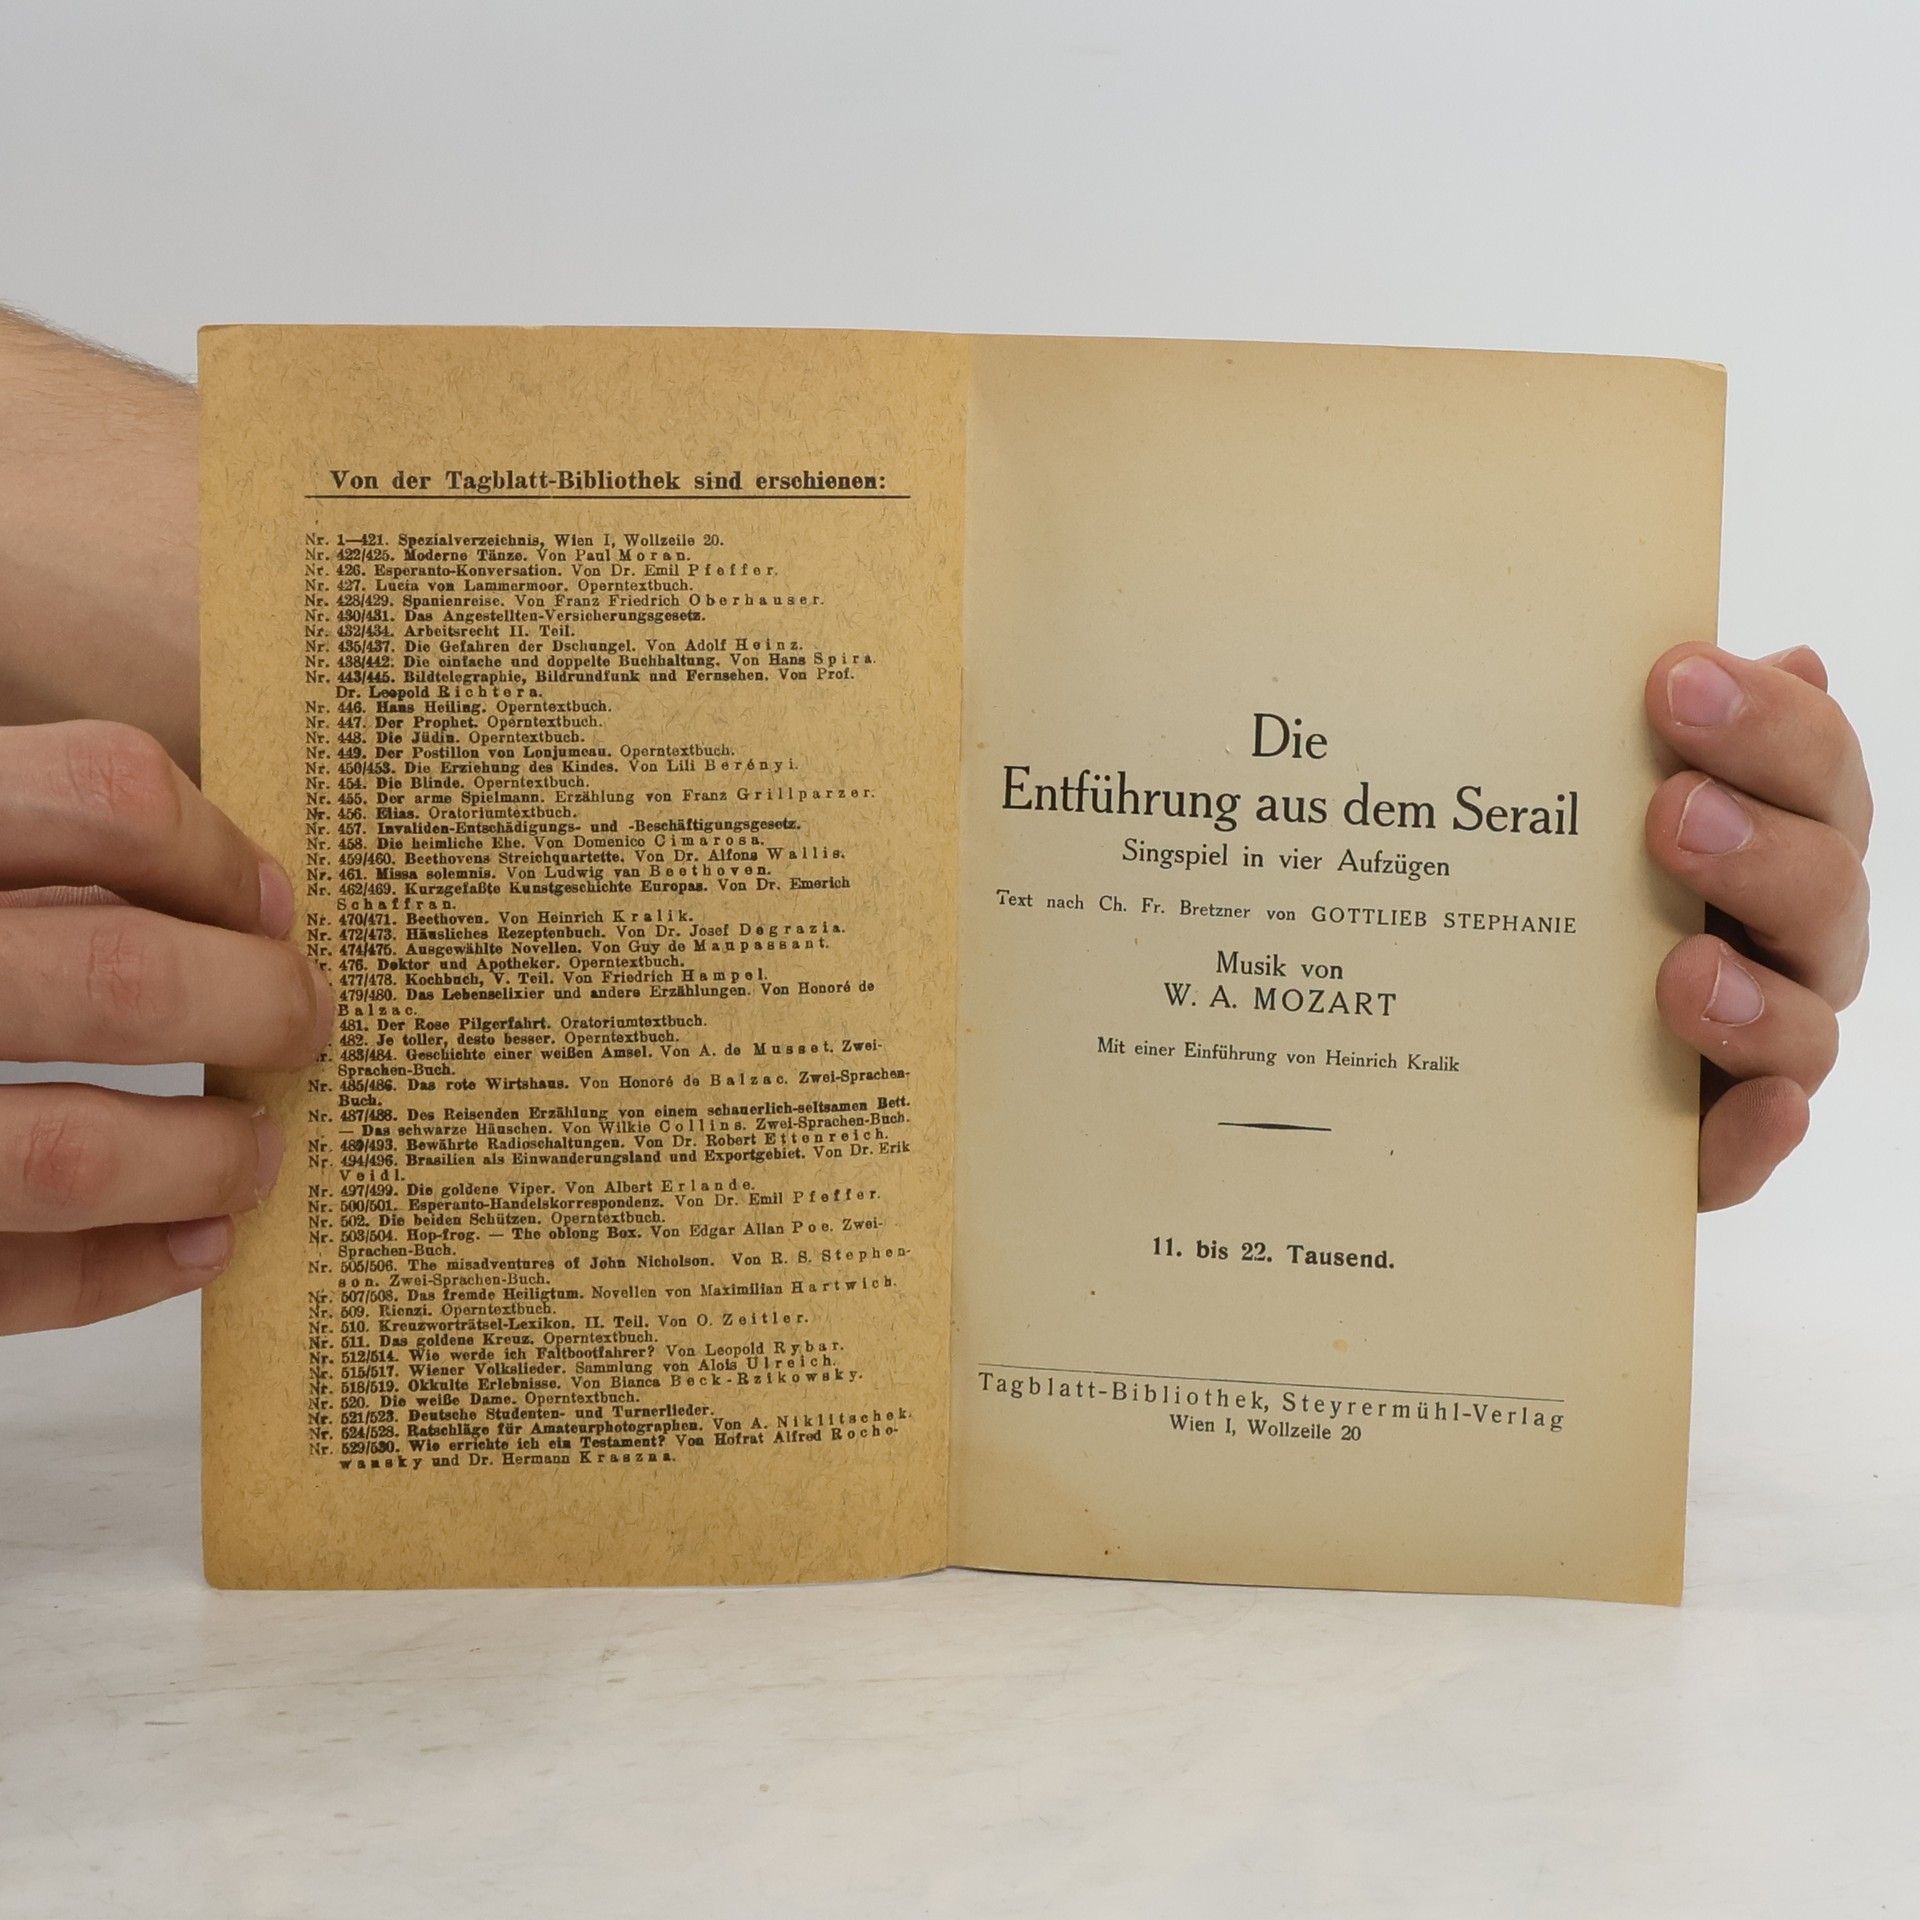 Von der Tagblatt-Bibliothek sind erschienen:
Nr. 1—421. Spezialverzeichnis, Wien I, Wollzeile 20.
Nr. 422/425. Moderne Tänze. Von Paul Moran.
Nr. 426. Esperanto-Konversation. Von Dr. Emil Pfeffer.
Nr. 427. Lucia von Lammermoor. Operntextbuch.
Nr. 428/429. Spanienreise. Von Franz Friedrich Oberhauser.
Nr. 430/431. Das Angestellten-Versicherungsgesetz.
Nr. 432/434. Arbeitsrecht II. Teil.
Nr. 435/437. Die Gefahren der Dschungel. Von Adolf Heinz.
Nr. 438/442. Die einfache und doppelte Buchhaltung. Von Hans Spira.
Nr. 443/445. Bildtelegraphie, Bildrundfunk und Fernsehen. Von Prof.
Dr. Leopold Richtera.
Nr. 446. Hans Heiling. Operntextbuch.
Nr. 447. Der Prophet. Operntextbuch.
Nr. 448. Die Jüdin. Operntextbuch.
Nr. 449. Der Postillon von Lonjumeau. Operntextbuch.
Nr. 450/453. Die Erziehung des Kindes. Von Lili Berényi.
Nr. 454. Die Blinde. Operntextbuch.
Nr. 455. Der arme Spielmann. Erzählung von Franz Grillparzer.
Nr. 456. Elias. Oratoriumtextbuch.
Nr. 457. Invaliden-Entschädigungs- und -Beschäftigungsgesetz.
Nr. 458. Die heimliche Ehe. Von Domenico Cimarosa.
Nr. 459/460. Beethovens Streichquartette. Von Dr. Alfons Wallis.
Nr. 461. Missa solemnis. Von Ludwig van Beethoven.
Nr. 462/469. Kurzgefaßte Kunstgeschichte Europas. Von Dr. Emerich
Schaffran.
Nr. 470/471. Beethoven. Von Heinrich Kralik.
Nr. 472/473. Häusliches Rezeptenbuch. Von Dr. Josef Degrazia.
Nr. 474/475. Ausgewählte Novellen. Von Guy de Maupassant.
r. 476. Doktor und Apotheker. Operntextbuch.
. 477/478. Kochbuch, V. Teil. Von Friedrich Hampel.
479/480. Das Lebenselixier und andere Erzählungen. Von Honoré de
Balzac.
481. Der Rose Pilgerfahrt. Oratoriumtextbuch.
. 482. Je toller, desto besser. Operntextbuch.
r. 483/484. Geschichte einer weißen Amsel. Von A. de Musset. Zwei-
Sprachen-Buch.
Nr. 485/486. Das rote Wirtshaus. Von Honoré de Balzac. Zwei-Sprachen-
Buch.
Nr. 487/488. Des Reisenden Erzählung von einem schauerlich-seltsamen Bett.
— Das schwarze Häuschen. Von Wilkie Collins. Zwei-Sprachen-Buch.
Nr. 489/493. Bewährte Radioschaltungen. Von Dr. Robert Ettenreich.
Nr. 494/496. Brasilien als Einwanderungsland und Exportgebiet. Von Dr. Erik
Veidl.
Nr. 497/499. Die goldene Viper. Von Albert Erlande.
Nr. 500/501. Esperanto-Handelskorrespondenz. Von Dr. Emil Pfeffer.
Nr. 502. Die beiden Schützen. Operntextbuch.
Nr. 503/504. Hop-frog. — The oblong Box. Von Edgar Allan Poe. Zwei-
Sprachen-Buch.
Nr. 505/506. The misadventures of John Nicholson. Von R. S. Stephen-
son. Zwei-Sprachen-Buch.
Nr. 507/508. Das fremde Heiligtum. Novellen von Maximilian Hartwich.
Nr. 509. Rienzi. Operntextbuch.
Nr. 510. Kreuzworträtsel-Lexikon. II. Teil. Von O. Zeitler.
Nr. 511. Das goldene Kreuz. Operntextbuch.
Nr. 512/514. Wie werde ich Faltbootfahrer? Von Leopold Rybar.
Nr. 515/517. Wiener Volkslieder. Sammlung von Alois Ulreich.
Nr. 518/519. Okkulte Erlebnisse. Von Bianca Beck-Rzikowsky.
Nr. 520. Die weiße Dame. Operntextbuch.
Nr. 521/523. Deutsche Studenten- und Turnerlieder.
Nr. 524/528. Ratschläge für Amateurphotographen. Von A. Niklitschek.
Nr. 529/530. Wie errichte ich ein Testament? Von Hofrat Alfred Rocho-
wansky und Dr. Hermann Kraszna.
Die
Entführung aus dem Serail
Singspiel in vier Aufzügen
Text nach Ch. Fr. Bretzner von GOTTLIEB STEPHANIE
Musik von
W. A. MOZART
Mit einer Einführung von Heinrich Kralik
11. bis 22. Tausend.
Tagblatt-Bibliothek, Steyrermühl-Verlag
Wien I, Wollzeile 20